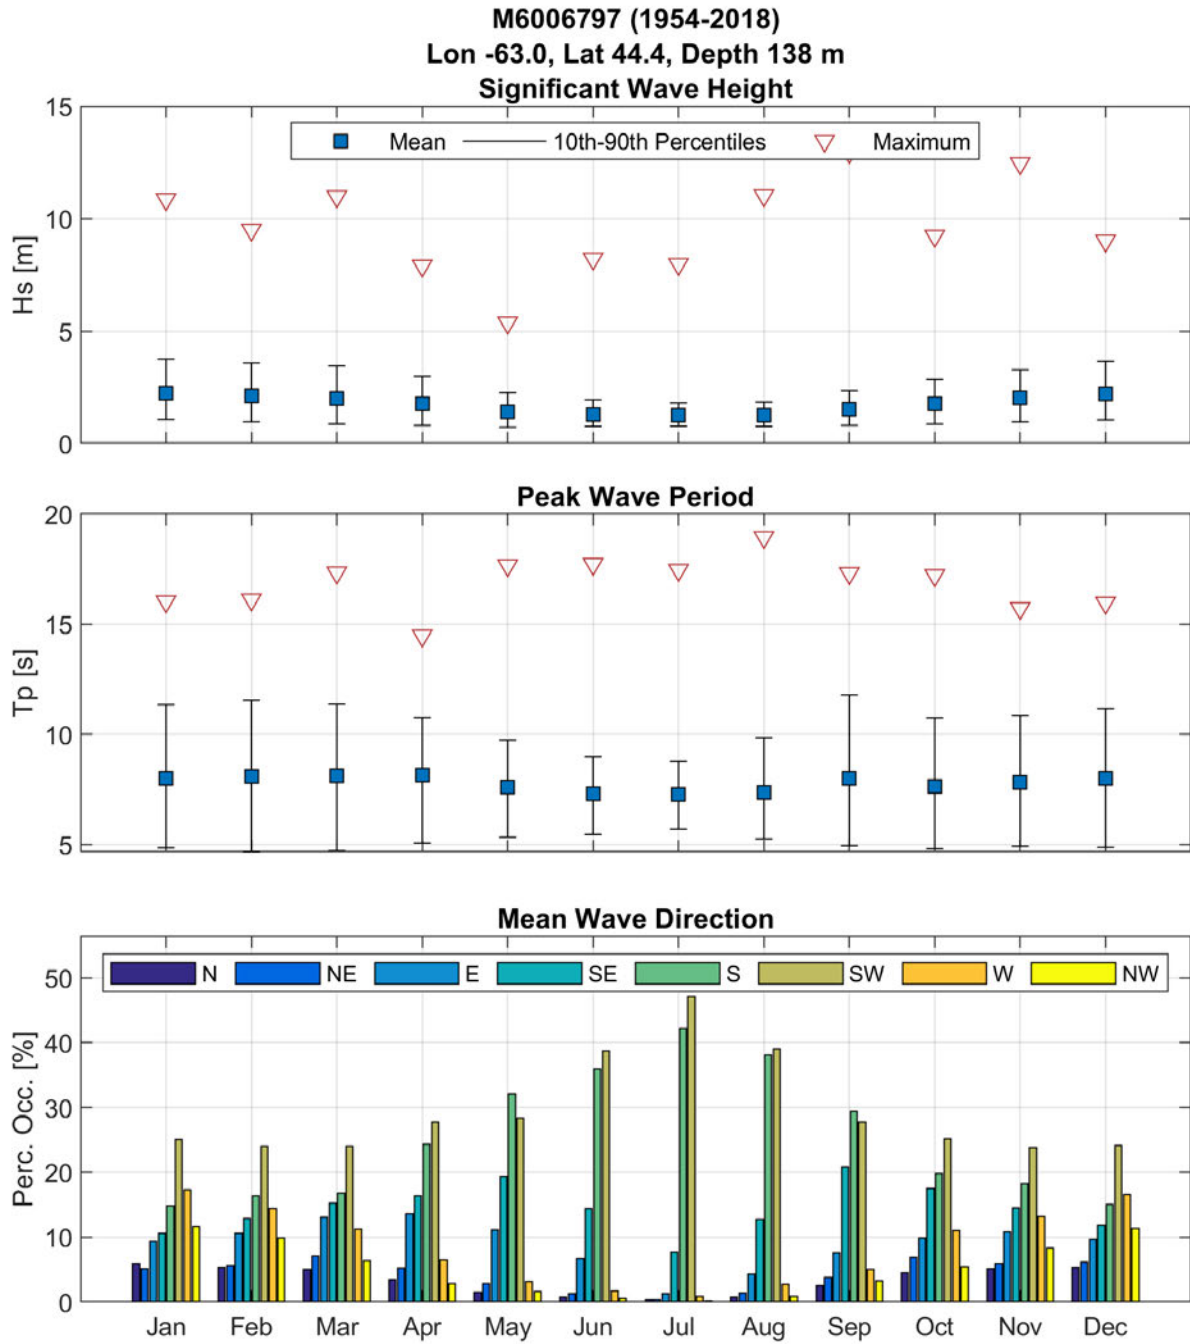 M6006797 (1954-2018)
Lon -63.0, Lat 44.4, Depth 138 m
Significant Wave Height
15
10
5
0
Hs [m]
Mean 10th-90th Percentiles Maximum
Peak Wave Period
20
15
10
5
Tp [s]
Mean Wave Direction
50
40
30
20
10
0
Perc. Occ. [%]
N NE E SE S SW W NW
Jan Feb Mar Apr May Jun Jul Aug Sep Oct Nov Dec